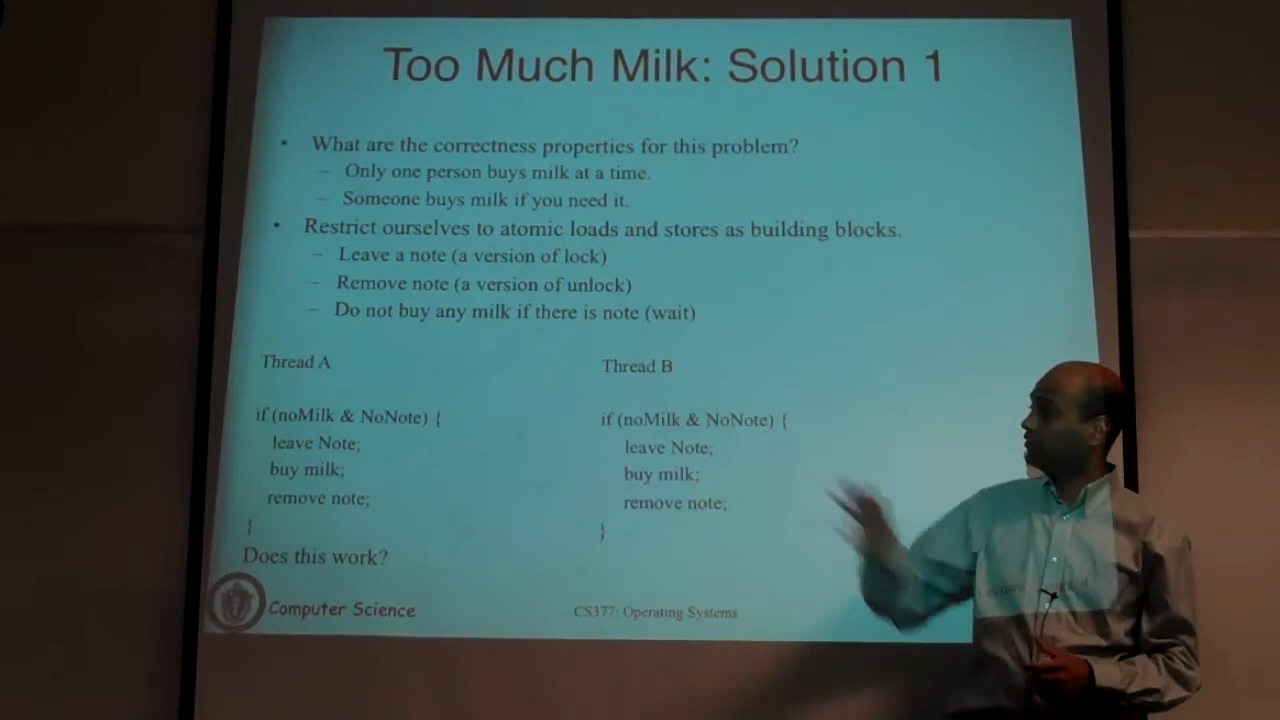 Too Much Milk: Solution 1
• What are the correctness properties for this problem?
– Only one person buys milk at a time.
– Someone buys milk if you need it.
• Restrict ourselves to atomic loads and stores as building blocks.
– Leave a note (a version of lock)
– Remove note (a version of unlock)
– Do not buy any milk if there is note (wait)
Thread A
if (noMilk & NoNote) {
leave Note;
buy milk;
remove note;
}
Thread B
if (noMilk & NoNote) {
leave Note;
buy milk;
remove note;
}
Does this work?
Computer Science
CS377: Operating Systems